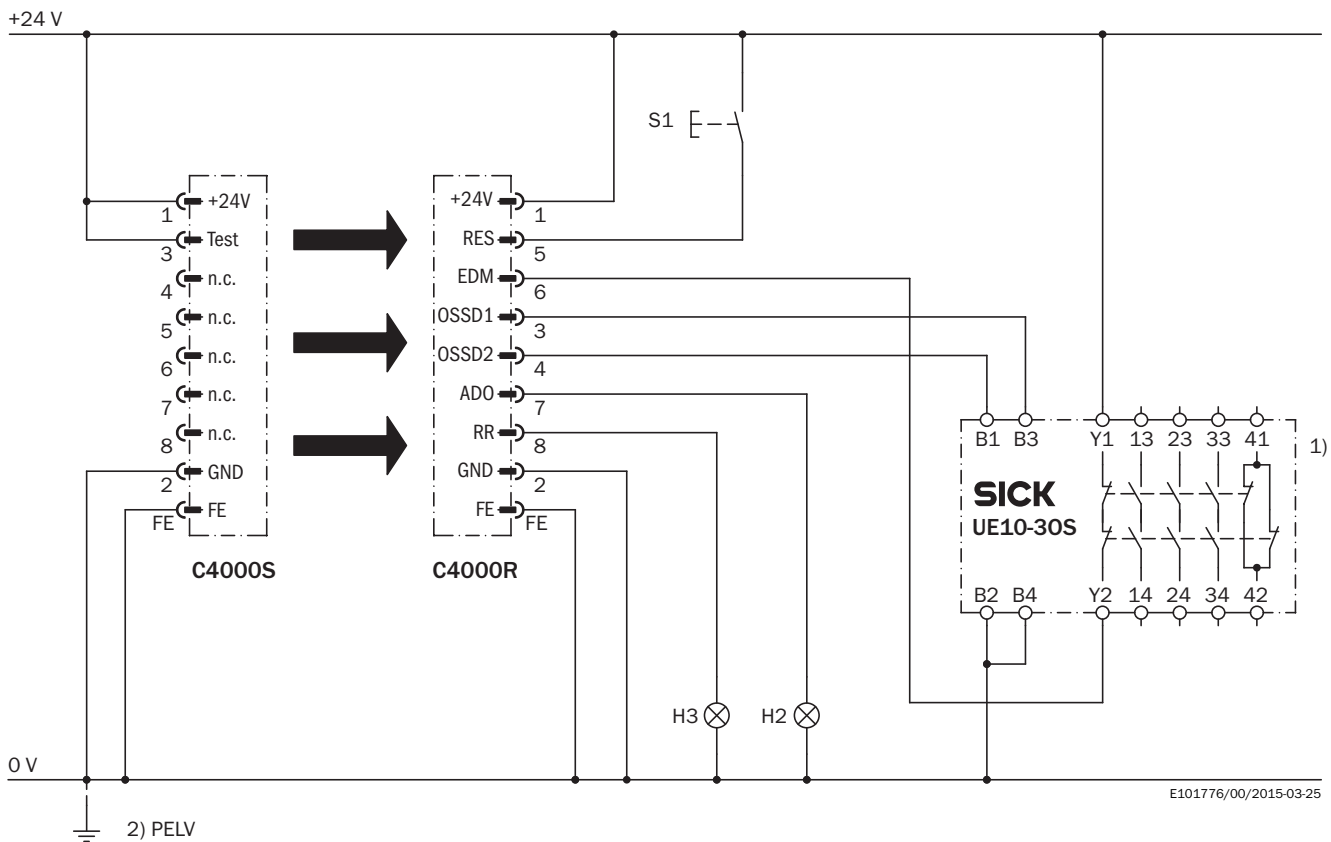 +24 V
S1
+24V
1
Test
3
n.c.
4
n.c.
5
n.c.
6
n.c.
7
n.c.
8
GND
2
FE
FE
C4000S
+24V
1
RES
5
EDM
6
OSSD1
3
OSSD2
4
ADO
7
RR
8
GND
2
FE
FE
C4000R
B1 B3 Y1 13 23 33 41
1)
SICK
UE10-30S
B2 B4 Y2 14 24 34 42
H3
H2
0 V
E101776/00/2015-03-25
2) PELV